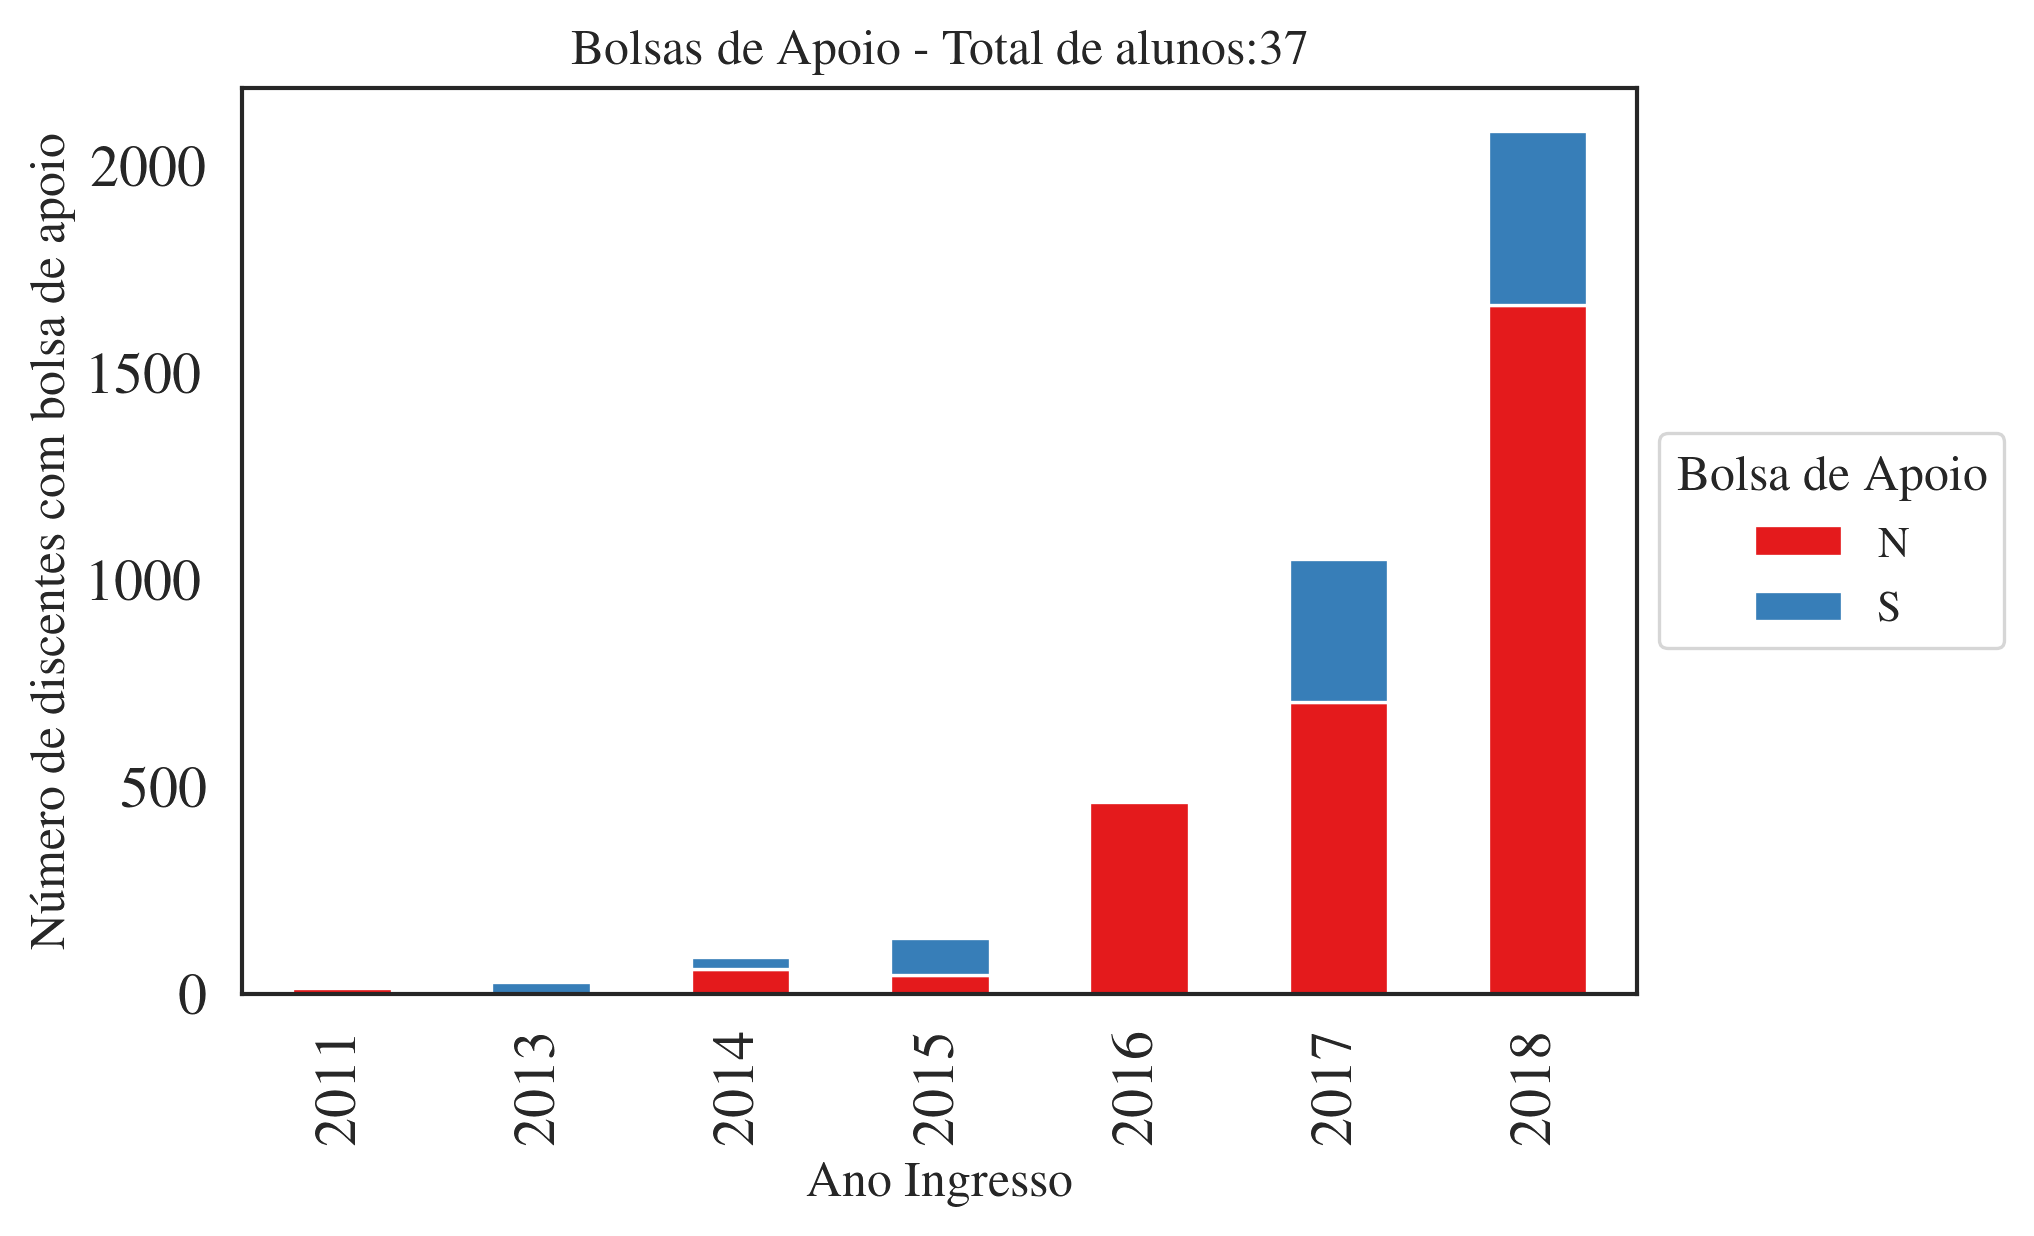 Bolsas de Apoio - Total de alunos:37
Número de discentes com bolsa de apoio
2000
1500
1000
500
0
2011
2013
2014
2015
2016
2017
2018
Ano Ingresso
Bolsa de Apoio
N
S